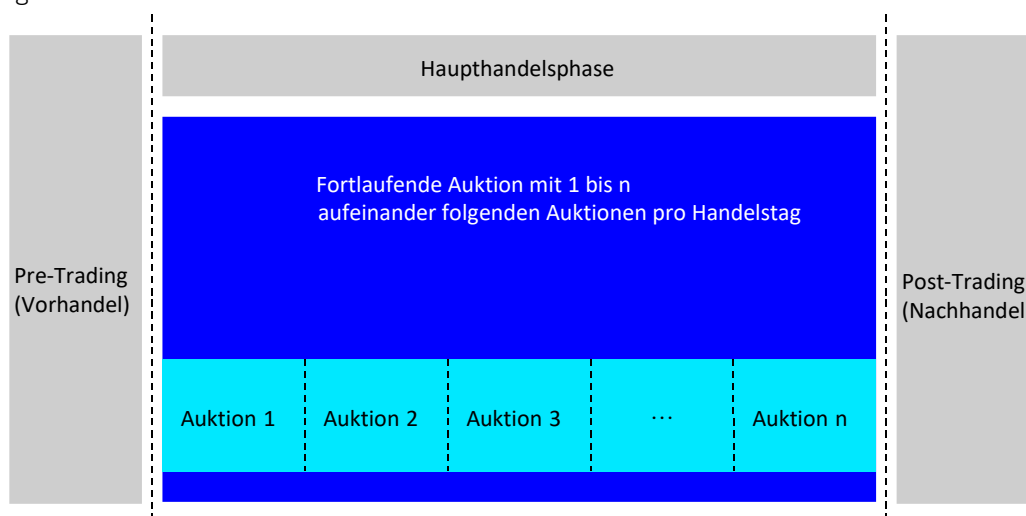 Haupthandelsphase
Fortlaufende Auktion mit 1 bis n
aufeinander folgenden Auktionen pro Handelstag
Pre-Trading
(Vorhandel)
Post-Trading
(Nachhandel
Auktion 1
Auktion 2
Auktion 3
...
Auktion n